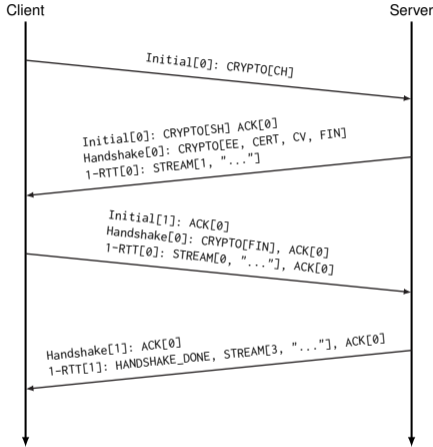 Client
Server
Initial[0]: CRYPTO[CH]
Initial[0]: CRYPTO[SH] ACK[0]
Handshake[0]: CRYPTO[EE, CERT, CV, FIN]
1-RTT[0]: STREAM[1, "..."]
Initial[1]: ACK[0]
Handshake[0]: CRYPTO[FIN], ACK[0]
1-RTT[0]: STREAM[0, "..."], ACK[0]
Handshake[1]: ACK[0]
1-RTT[1]: HANDSHAKE_DONE, STREAM[3, "..."], ACK[0]